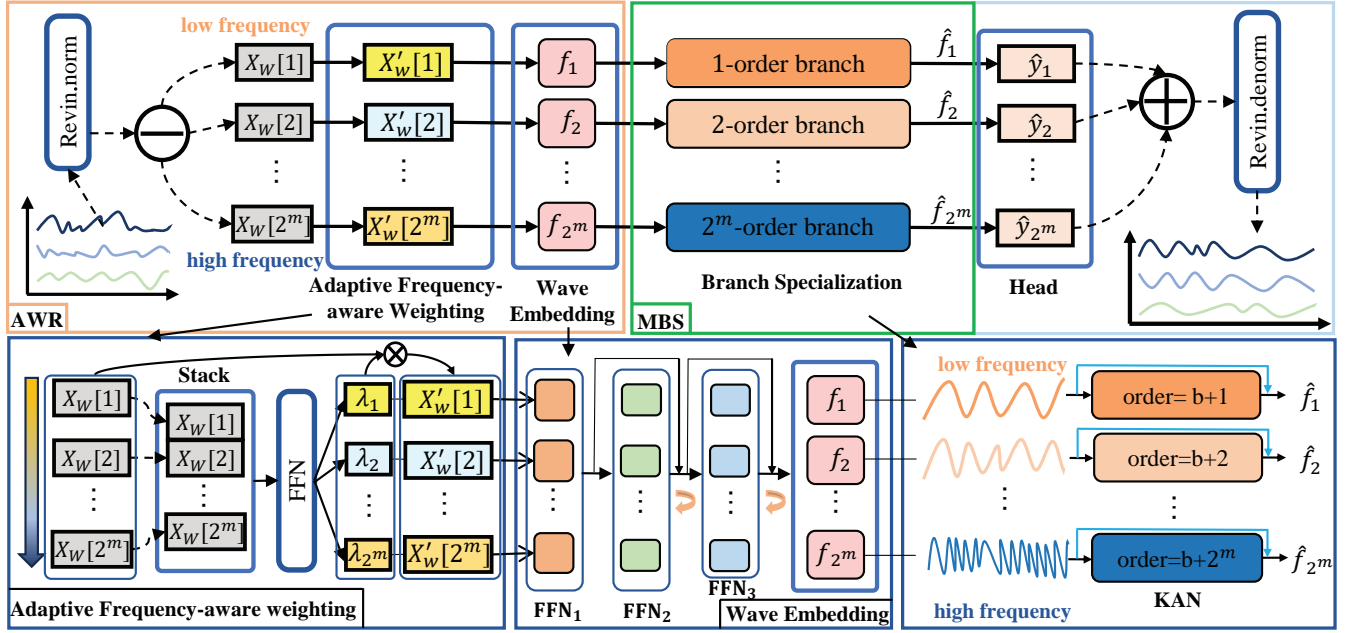 low frequency
Revin.norm
X_W[1]
X'_w[1]
f_1
1-order branch
f̂_1
ŷ_1
Revin.denorm
X_W[2]
X'_w[2]
f_2
2-order branch
f̂_2
ŷ_2
⋮
⋮
⋮
⋮
⋮
X_W[2^m]
X'_w[2^m]
f_{2^m}
2^m-order branch
f̂_{2^m}
ŷ_{2^m}
high frequency
Adaptive Frequency-
aware Weighting
Wave
Embedding
Branch Specialization
Head
AWR
MBS
Stack
X_W[1]
X_W[2]
⋮
X_W[2^m]
X_W[1]
X_W[2]
⋮
X_W[2^m]
FFN
λ_1
λ_2
⋮
λ_{2^m}
X'_W[1]
X'_W[2]
⋮
X'_W[2^m]
Adaptive Frequency-aware weighting
⋮
⋮
⋮
FFN_1
FFN_2
FFN_3
f_1
f_2
⋮
f_{2^m}
Wave Embedding
low frequency
order= b+1
f̂_1
order=b+2
f̂_2
⋮
⋮
⋮
order=b+2^m
f̂_{2^m}
high frequency
KAN